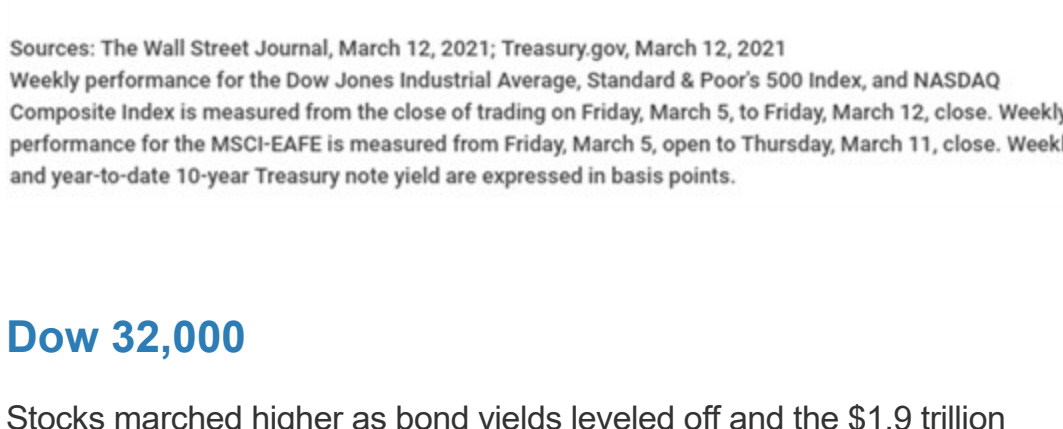 Sources: The Wall Street Journal, March 12, 2021; Treasury.gov, March 12, 2021
Weekly performance for the Dow Jones Industrial Average, Standard & Poor's 500 Index, and NASDAQ
Composite Index is measured from the close of trading on Friday, March 5, to Friday, March 12, close. Weekly
performance for the MSCI-EAFE is measured from Friday, March 5, open to Thursday, March 11, close. Weekl
and year-to-date 10-year Treasury note yield are expressed in basis points.
Dow 32,000
Stocks marched higher as bond yields leveled off and the $1.9 trillion